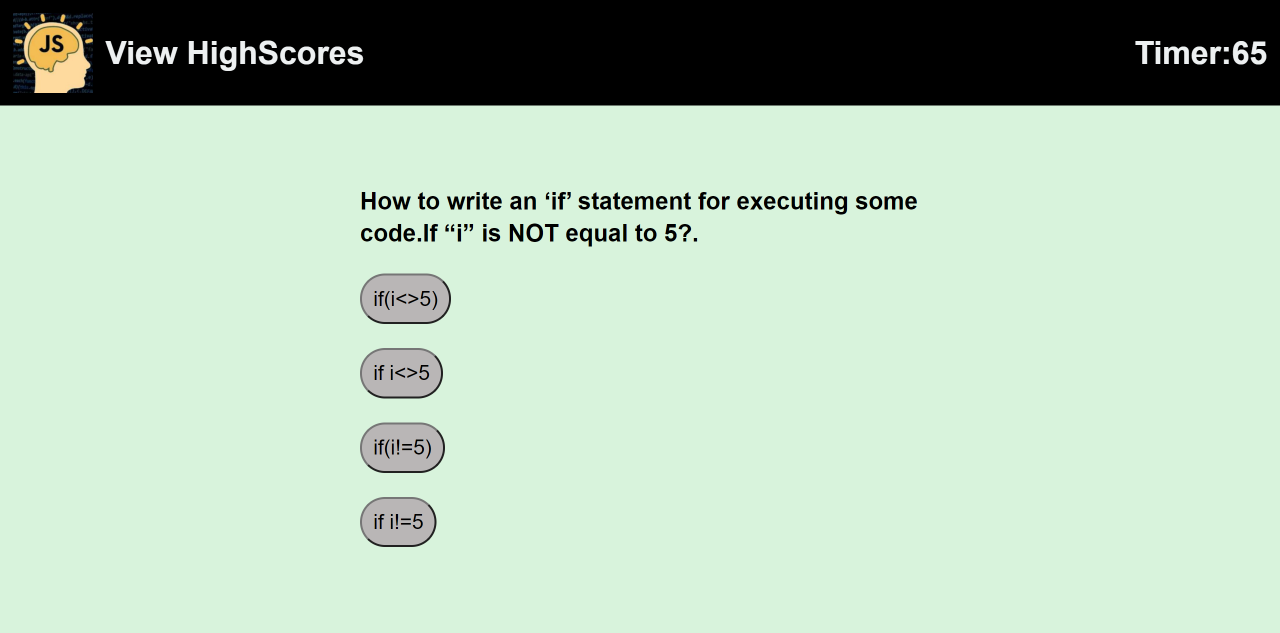 JS
View HighScores
Timer:65
How to write an ‘if’ statement for executing some
code.If “i” is NOT equal to 5?.
if(i<>5)
if i<>5
if(i!=5)
if i!=5